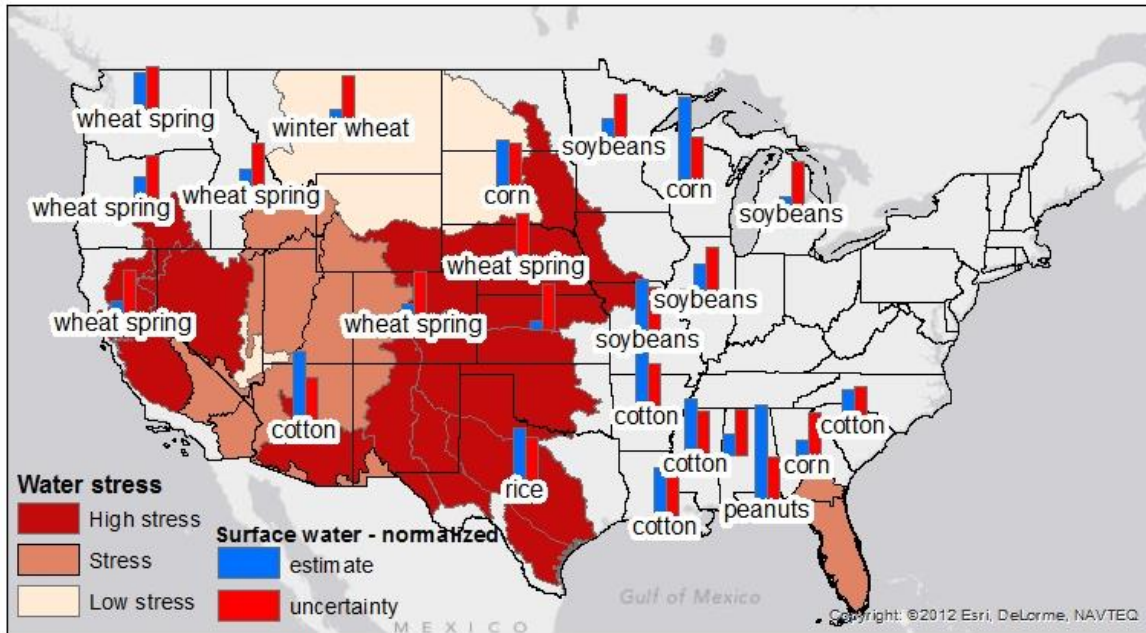 wheat spring
winter wheat
soybeans
corn
wheat spring
wheat spring
corn
soybeans
wheat spring
soybeans
wheat spring
wheat spring
soybeans
cotton
cotton
cotton
cotton
corn
rice
peanuts
cotton
Water stress
High stress
Stress
Low stress
Surface water - normalized
estimate
uncertainty
Gulf of Mexico
MEXICO
Copyright: ©2012 Esri, DeLorme, NAVTEQ